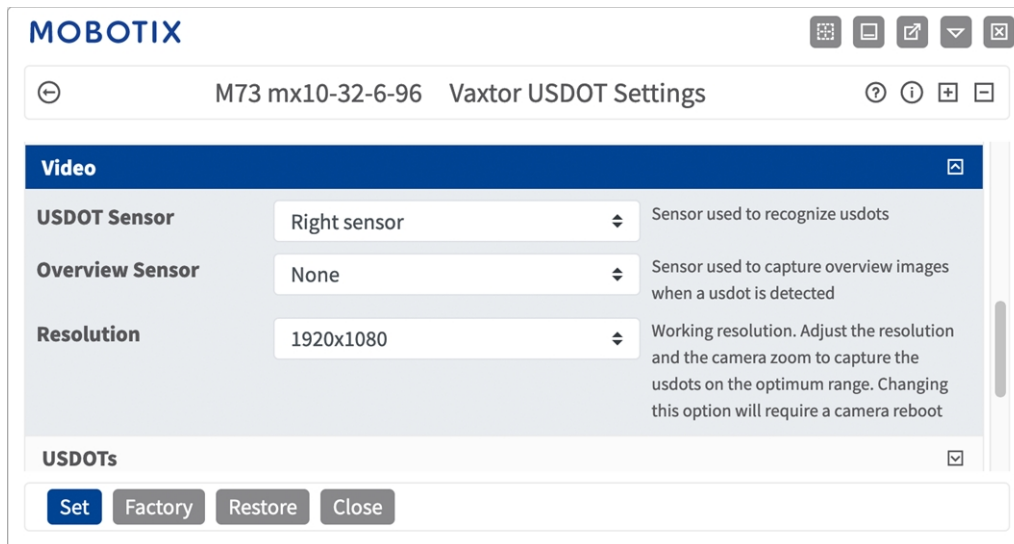 MOBOTIX
M73 mx10-32-6-96 Vaxtor USDOT Settings
Video
USDOT Sensor
Right sensor
Sensor used to recognize usdots
Overview Sensor
None
Sensor used to capture overview images
when a usdot is detected
Resolution
1920x1080
Working resolution. Adjust the resolution
and the camera zoom to capture the
usdots on the optimum range. Changing
this option will require a camera reboot
USDOTs
Set Factory Restore Close